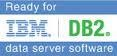 Ready for
IBM. DB2.
data server software